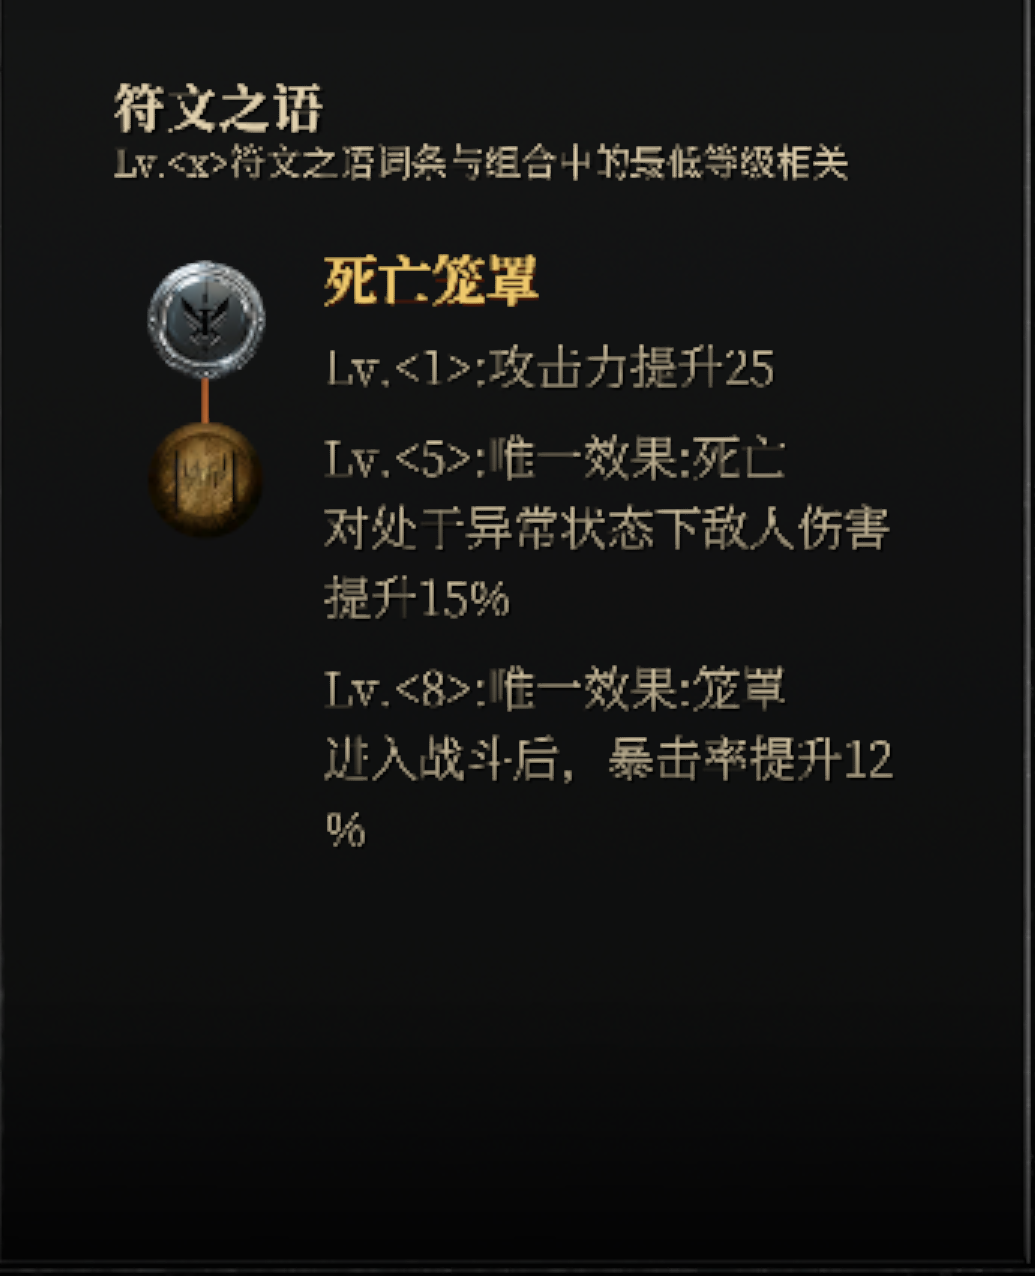 符文之语
Lv.<x>符文之语词条与组合中的最低等级相关
死亡笼罩
Lv.<1>:攻击力提升25
Lv.<5>:唯一效果:死亡
对处于异常状态下敌人伤害
提升15%
Lv.<8>:唯一效果:笼罩
进入战斗后，暴击率提升12
%